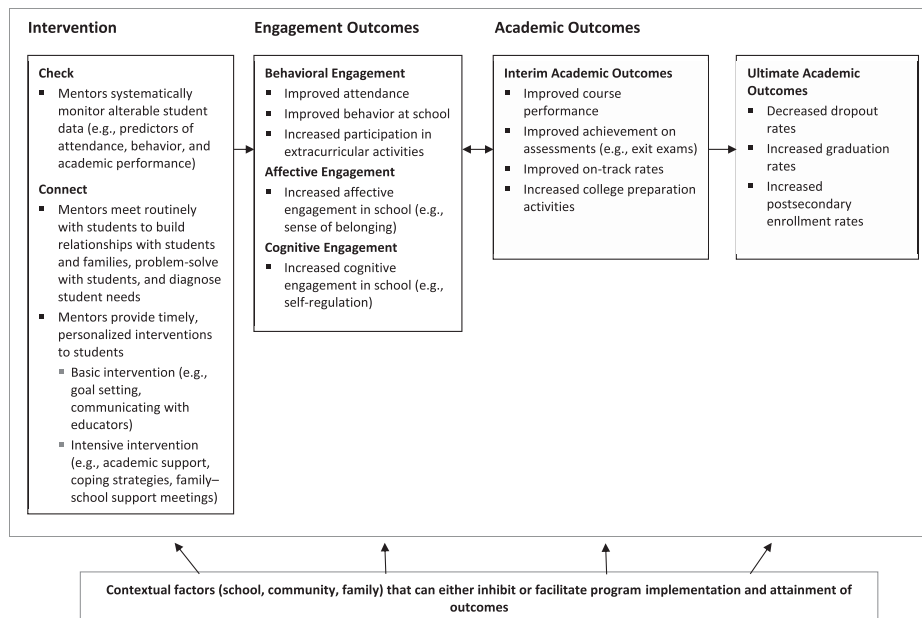 Intervention
Engagement Outcomes
Academic Outcomes
Check
▪ Mentors systematically
monitor alterable student
data (e.g., predictors of
attendance, behavior, and
academic performance)
Connect
▪ Mentors meet routinely
with students to build
relationships with students
and families, problem-solve
with students, and diagnose
student needs
▪ Mentors provide timely,
personalized interventions
to students
▪ Basic intervention (e.g.,
goal setting,
communicating with
educators)
▪ Intensive intervention
(e.g., academic support,
coping strategies, family–
school support meetings)
Behavioral Engagement
▪ Improved attendance
▪ Improved behavior at school
▪ Increased participation in
extracurricular activities
Affective Engagement
▪ Increased affective
engagement in school (e.g.,
sense of belonging)
Cognitive Engagement
▪ Increased cognitive
engagement in school (e.g.,
self-regulation)
Interim Academic Outcomes
▪ Improved course
performance
▪ Improved achievement on
assessments (e.g., exit exams)
▪ Improved on-track rates
▪ Increased college preparation
activities
Ultimate Academic
Outcomes
▪ Decreased dropout
rates
▪ Increased graduation
rates
▪ Increased
postsecondary
enrollment rates
Contextual factors (school, community, family) that can either inhibit or facilitate program implementation and attainment of
outcomes